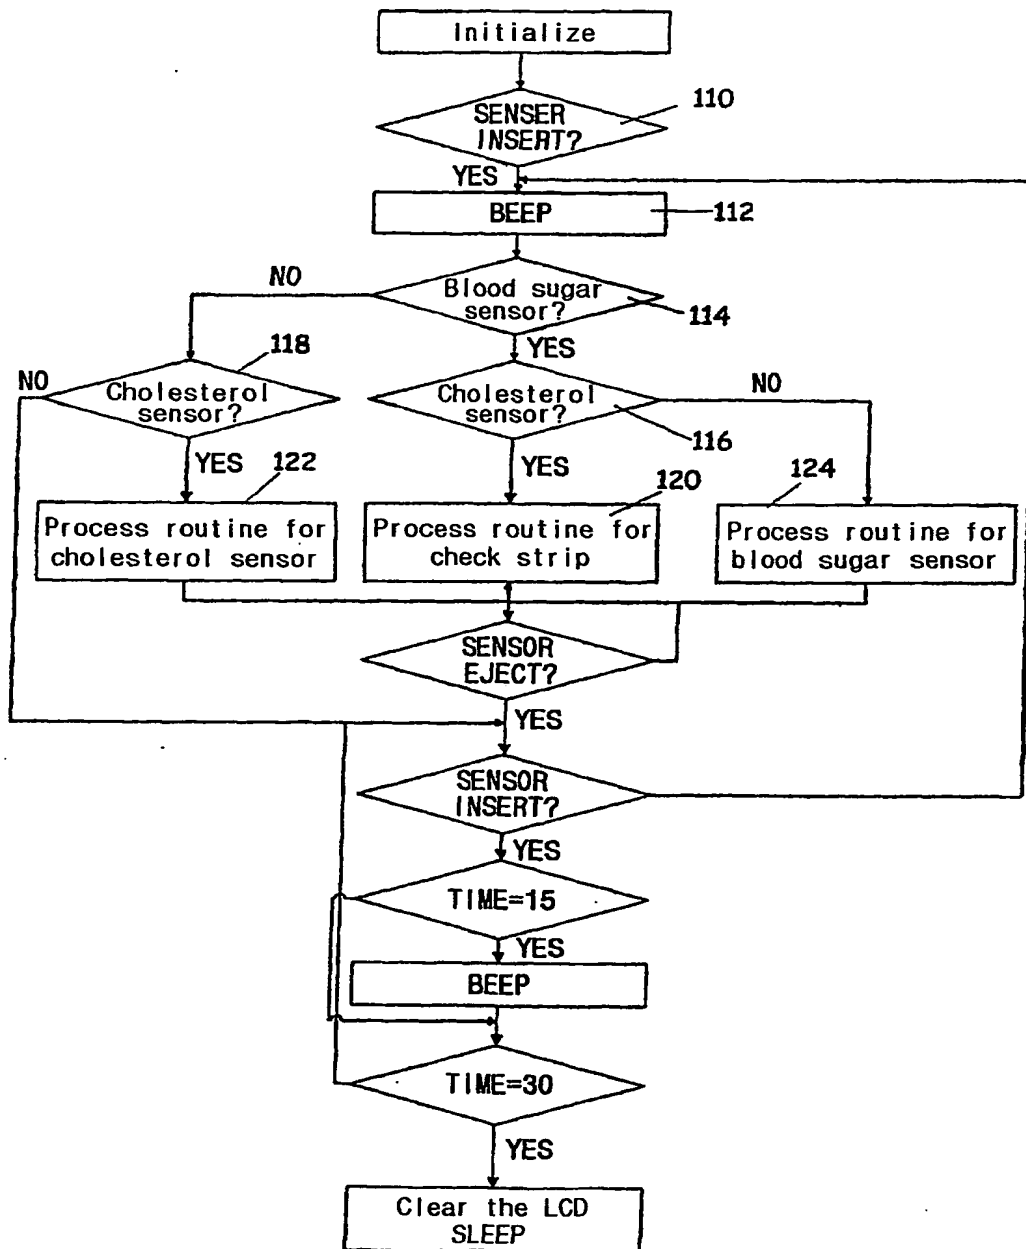 Initialize
SENSER
INSERT?
110
YES
BEEP
112
NO
Blood sugar
sensor?
114
YES
118
NO
Cholesterol
sensor?
Cholesterol
sensor?
NO
116
YES
122
YES
120
124
Process routine for
cholesterol sensor
Process routine for
check strip
Process routine for
blood sugar sensor
SENSOR
EJECT?
YES
SENSOR
INSERT?
YES
TIME=15
YES
BEEP
TIME=30
YES
Clear the LCD
SLEEP